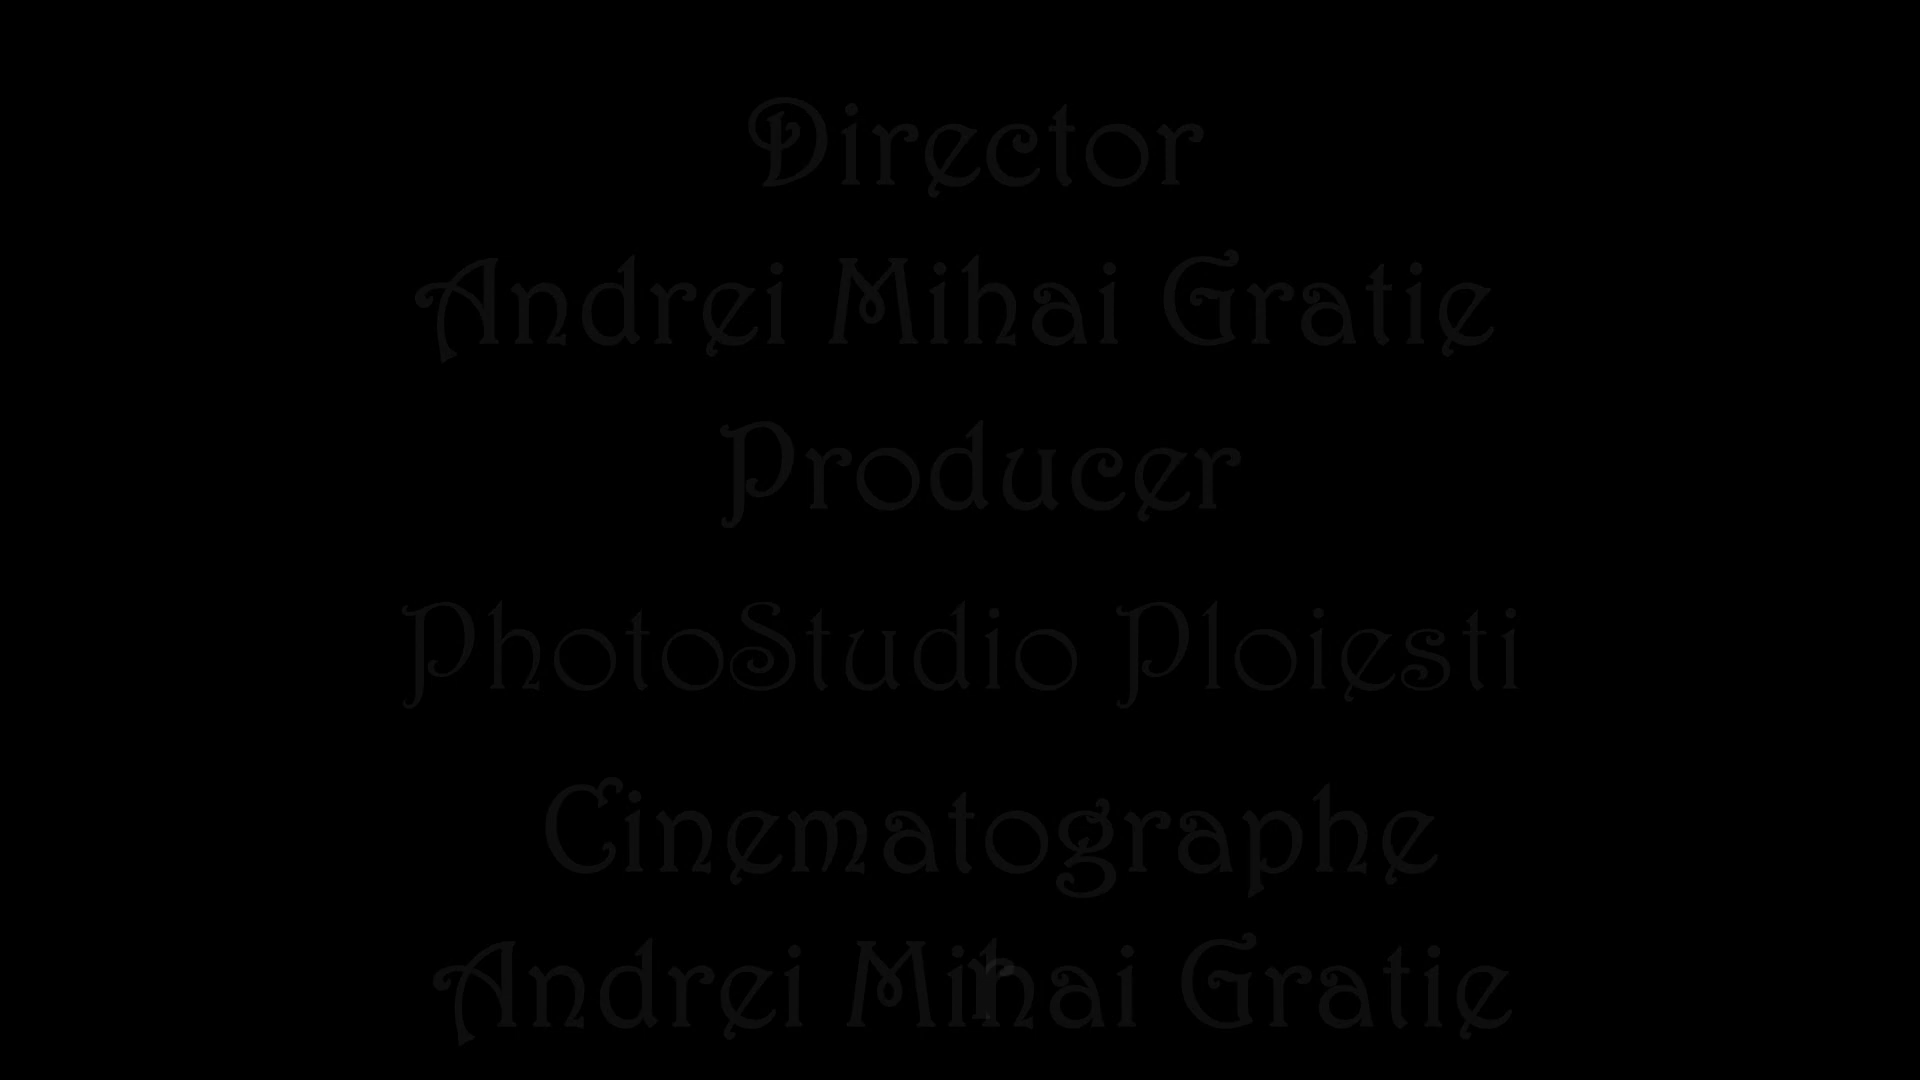 Director
Andrei Mihai Gratie
Producer
PhotoStudio Ploiesti
Cinematographe
Andrei Mihai Gratie